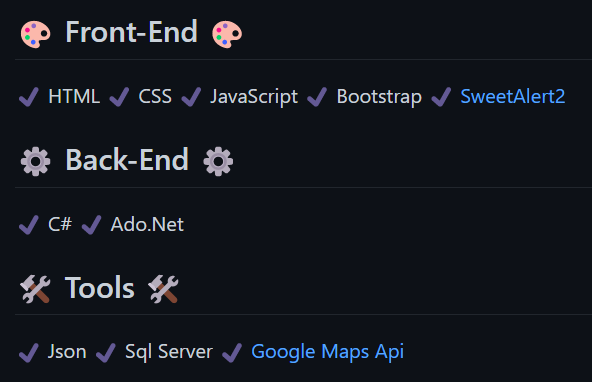 🎨 Front-End 🎨
✔ HTML ✔ CSS ✔ JavaScript ✔ Bootstrap ✔ SweetAlert2
⚙ Back-End ⚙
✔ C# ✔ Ado.Net
🛠 Tools 🛠
✔ Json ✔ Sql Server ✔ Google Maps Api